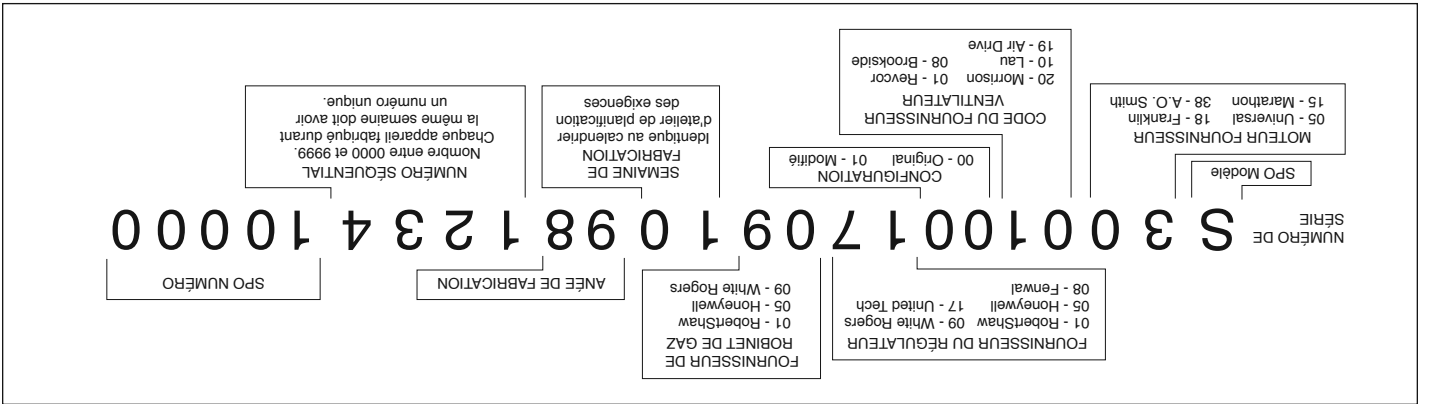 FOURNISSEUR DU RÉGULATEUR
01 - RobertShaw 09 - White Rogers
05 - Honeywell 17 - United Tech
08 - Fenwal
FOURNISSEUR DE
ROBINET DE GAZ
01 - RobertShaw
05 - Honeywell
09 - White Rogers
ANÉE DE FABRICATION
SPO NUMÉRO
NUMÉRO DE
SÉRIE
S 3 0 0 1 0 0 1 7 0 9 1 0 9 8 1 2 3 4 1 0 0 0 0
SPO Modèle
MOTEUR FOURNISSEUR
05 - Universal 18 - Franklin
15 - Marathon 38 - A.O. Smith
CONFIGURATION
00 - Original 01 - Modifié
CODE DU FOURNISSEUR
VENTILATEUR
20 - Morrison 01 - Revcor
10 - Lau 08 - Brookside
19 - Air Drive
SEMAINE DE
FABRICATION
Identique au calendrier
d'atelier de planification
des exigences
NUMÉRO SÉQUENTIAL
Nombre entre 0000 et 9999.
Chaque appareil fabriqué durant
la même semaine doit avoir
un numéro unique.